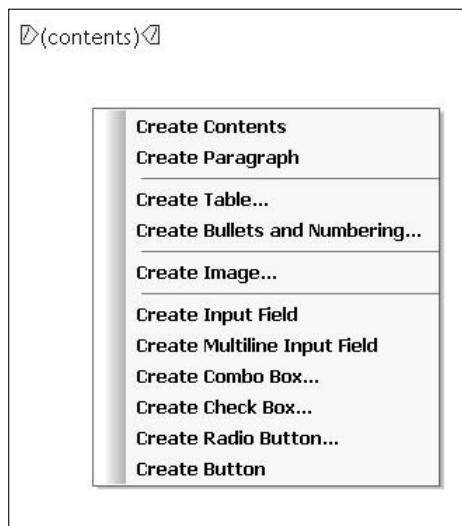 (contents)
Create Contents
Create Paragraph
Create Table...
Create Bullets and Numbering...
Create Image...
Create Input Field
Create Multiline Input Field
Create Combo Box...
Create Check Box...
Create Radio Button...
Create Button